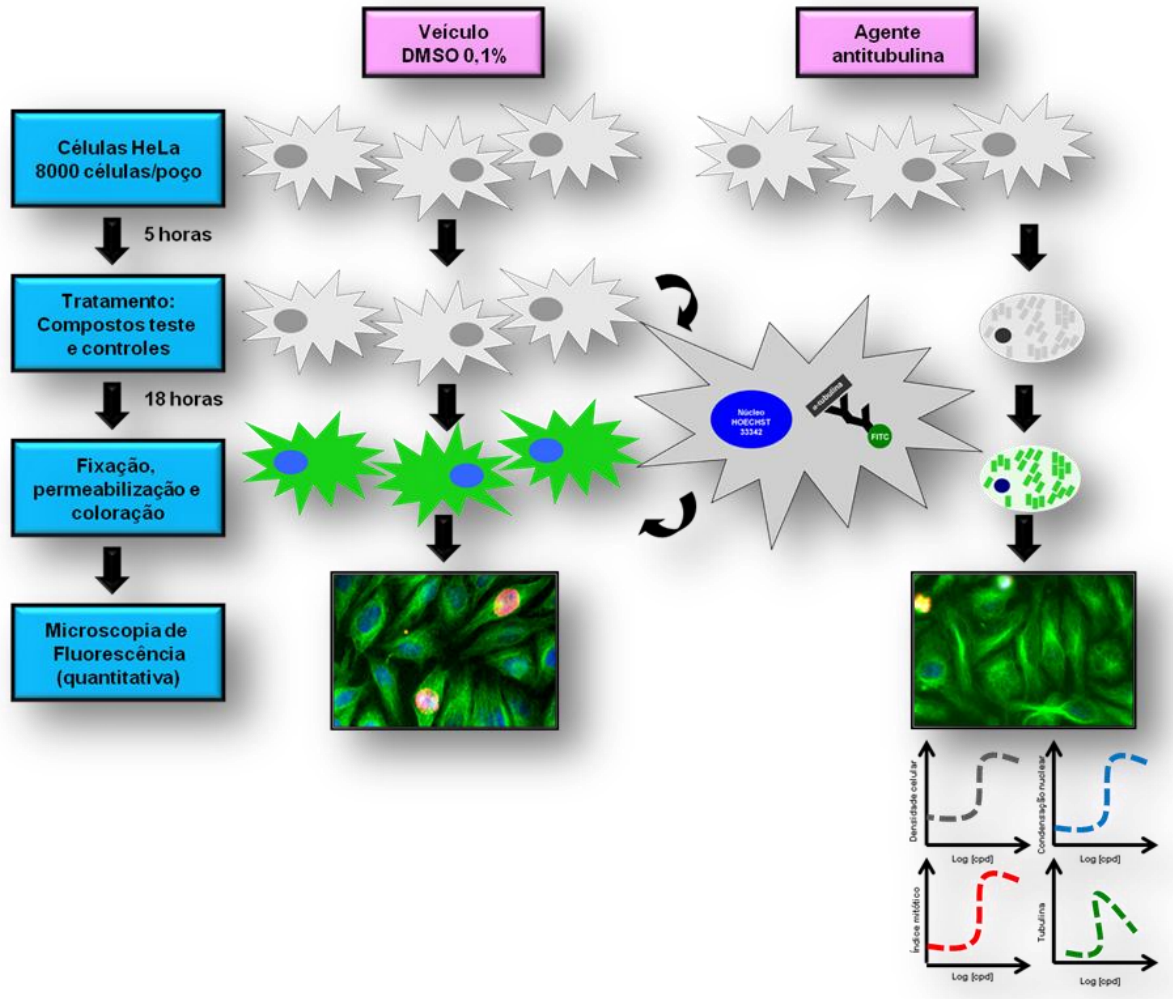 Veículo
DMSO 0,1%
Agente
antitubulina
Células HeLa
8000 células/poço
5 horas
Tratamento:
Compostos teste
e controles
18 horas
Fixação,
permeabilização e
coloração
Microscopia de
Fluorescência
(quantitativa)
Núcleo
HOECHST
33342
α-tubulina
FITC
Densidade celular
Log [cpd]
Condensação nuclear
Log [cpd]
Índice mitótico
Log [cpd]
Tubulina
Log [cpd]